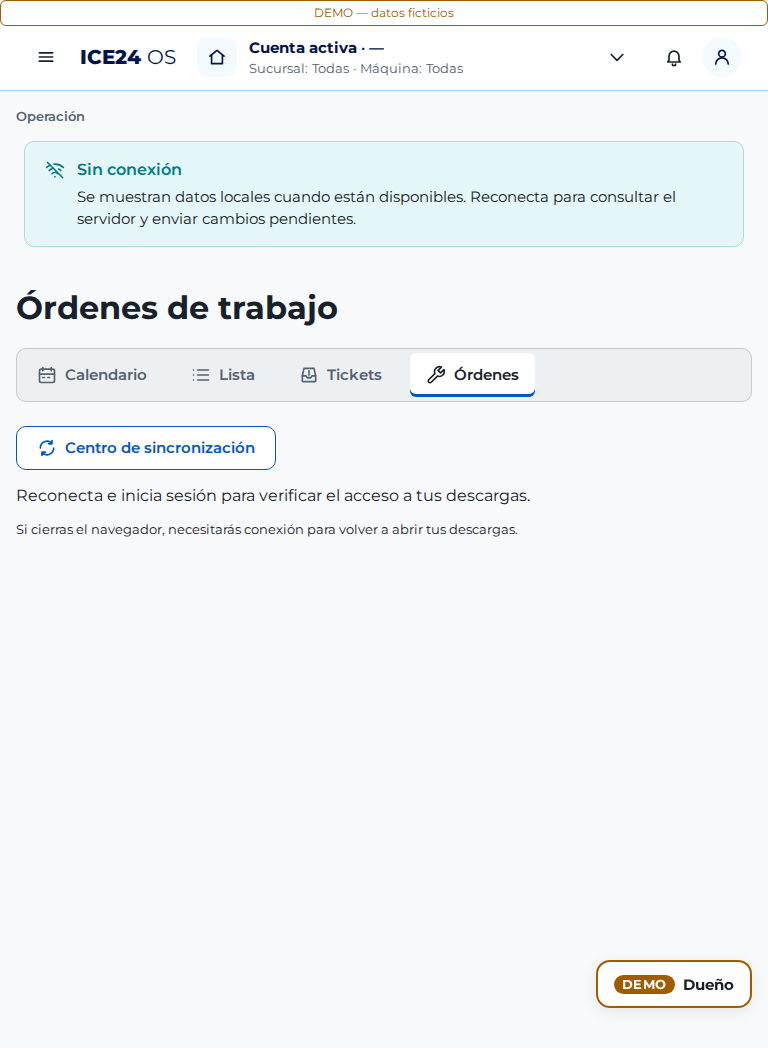 DEMO — datos ficticios
ICE24 OS
Cuenta activa · —
Sucursal: Todas · Máquina: Todas
Operación
Sin conexión
Se muestran datos locales cuando están disponibles. Reconecta para consultar el
servidor y enviar cambios pendientes.
Órdenes de trabajo
Calendario
Lista
Tickets
Órdenes
Centro de sincronización
Reconecta e inicia sesión para verificar el acceso a tus descargas.
Si cierras el navegador, necesitarás conexión para volver a abrir tus descargas.
DEMO Dueño